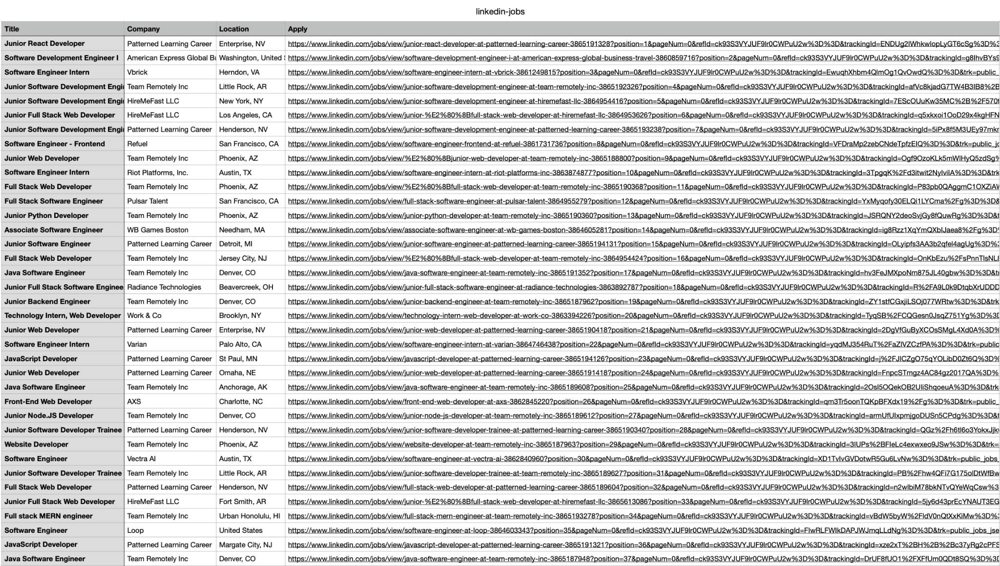 linkedin-jobs
Title Company Location Apply
Junior React Developer Patterned Learning Career Enterprise, NV https://www.linkedin.com/jobs/view/junior-react-developer-at-patterned-learning-career-3865191328?position=1&pageNum=0&refId=ck93S3VYJUF9lr0CWPuU2w%3D%3D&trackingId=ENDUg2IWhkwlopLyGT6cSg%3D%3
Software Development Engineer I American Express Global Bu Washington, United S https://www.linkedin.com/jobs/view/software-development-engineer-i-at-american-express-global-business-travel-3860859716?position=2&pageNum=0&refId=ck93S3VYJUF9lr0CWPuU2w%3D%3D&trackingId=g8IhvBYs9
Software Engineer Intern Vbrick Herndon, VA https://www.linkedin.com/jobs/view/software-engineer-intern-at-vbrick-3861249815?position=3&pageNum=0&refId=ck93S3VYJUF9lr0CWPuU2w%3D%3D&trackingId=EwuqhXhbm4QlmOg1QvOwdQ%3D%3D&trk=public_
Junior Software Development Engi Team Remotely Inc Little Rock, AR https://www.linkedin.com/jobs/view/junior-software-development-engineer-at-team-remotely-inc-3865192326?position=4&pageNum=0&refId=ck93S3VYJUF9lr0CWPuU2w%3D%3D&trackingId=afVc8kjadG7TW4B3IB8%2B
Junior Software Development Engi HireMeFast LLC New York, NY https://www.linkedin.com/jobs/view/junior-software-development-engineer-at-hiremefast-llc-3864954416?position=5&pageNum=0&refId=ck93S3VYJUF9lr0CWPuU2w%3D%3D&trackingId=7EScOUuKw35MC%2B%2F570t
Junior Full Stack Web Developer HireMeFast LLC Los Angeles, CA https://www.linkedin.com/jobs/view/junior-%E2%80%8Bfull-stack-web-developer-at-hiremefast-llc-3864953626?position=6&pageNum=0&refId=ck93S3VYJUF9lr0CWPuU2w%3D%3D&trackingId=q5xkxoi1OoD29x4kgHFN
Junior Software Development Engi Patterned Learning Career Henderson, NV https://www.linkedin.com/jobs/view/junior-software-development-engineer-at-patterned-learning-career-3865193238?position=7&pageNum=0&refId=ck93S3VYJUF9lr0CWPuU2w%3D%3D&trackingId=5iPx8f5M3UEy97mkr
Software Engineer - Frontend Refuel San Francisco, CA https://www.linkedin.com/jobs/view/software-engineer-frontend-at-refuel-3861731736?position=8&pageNum=0&refId=ck93S3VYJUF9lr0CWPuU2w%3D%3D&trackingId=VFDraMp2zebCNdeTpfzEIQ%3D%3D&trk=public_jo
Junior Web Developer Team Remotely Inc Phoenix, AZ https://www.linkedin.com/jobs/view/%E2%80%8Bjunior-web-developer-at-team-remotely-inc-3865188800?position=9&pageNum=0&refId=ck93S3VYJUF9lr0CWPuU2w%3D%3D&trackingId=Ogf9OzoKLk5mWlHyQ5zdSg%
Software Engineer Intern Riot Platforms, Inc. Austin, TX https://www.linkedin.com/jobs/view/software-engineer-intern-at-riot-platforms-inc-3863874877?position=10&pageNum=0&refId=ck93S3VYJUF9lr0CWPuU2w%3D%3D&trackingId=3TpgqK%2Fd3itwit2NyIviIA%3D%3D&trk
Full Stack Web Developer Team Remotely Inc Phoenix, AZ https://www.linkedin.com/jobs/view/%E2%80%8Bfull-stack-web-developer-at-team-remotely-inc-3865190368?position=11&pageNum=0&refId=ck93S3VYJUF9lr0CWPuU2w%3D%3D&trackingId=P83pb0QAggmC1OXZiAW
Full Stack Software Engineer Pulsar Talent San Francisco, CA https://www.linkedin.com/jobs/view/full-stack-software-engineer-at-pulsar-talent-3864955279?position=12&pageNum=0&refId=ck93S3VYJUF9lr0CWPuU2w%3D%3D&trackingId=YxMyqofy30ELQi1LYCma%2Fg%3D%3D&
Junior Python Developer Team Remotely Inc Phoenix, AZ https://www.linkedin.com/jobs/view/junior-python-developer-at-team-remotely-inc-3865190360?position=13&pageNum=0&refId=ck93S3VYJUF9lr0CWPuU2w%3D%3D&trackingId=JSRQNY2deoSvjGy8fQuwRg%3D%3D&t
Associate Software Engineer WB Games Boston Needham, MA https://www.linkedin.com/jobs/view/associate-software-engineer-at-wb-games-boston-3864605281?position=14&pageNum=0&refId=ck93S3VYJUF9lr0CWPuU2w%3D%3D&trackingId=ig8Rzz1XqYmQXbIJaea8%2Fg%3D%
Junior Software Engineer Patterned Learning Career Detroit, MI https://www.linkedin.com/jobs/view/junior-software-engineer-at-patterned-learning-career-3865194131?position=15&pageNum=0&refId=ck93S3VYJUF9lr0CWPuU2w%3D%3D&trackingId=OLyipfs3AA3b2qfel4agUg%3D%3
Full Stack Web Developer Team Remotely Inc Jersey City, NJ https://www.linkedin.com/jobs/view/%E2%80%8Bfull-stack-web-developer-at-team-remotely-inc-3864954424?position=16&pageNum=0&refId=ck93S3VYJUF9lr0CWPuU2w%3D%3D&trackingId=OnKbEzu%2FsPnnTlsNL8
Java Software Engineer Team Remotely Inc Denver, CO https://www.linkedin.com/jobs/view/java-software-engineer-at-team-remotely-inc-3865191352?position=17&pageNum=0&refId=ck93S3VYJUF9lr0CWPuU2w%3D%3D&trackingId=hv3FeJMXpoNm875JL40gbw%3D%3D&tr
Junior Full Stack Software Enginee Radiance Technologies Beavercreek, OH https://www.linkedin.com/jobs/view/junior-full-stack-software-engineer-at-radiance-technologies-3863892787?position=18&pageNum=0&refId=ck93S3VYJUF9lr0CWPuU2w%3D%3D&trackingId=R%2FA9L0k9DtqbXrUDDD
Junior Backend Engineer Team Remotely Inc Denver, CO https://www.linkedin.com/jobs/view/junior-backend-engineer-at-team-remotely-inc-3865187962?position=19&pageNum=0&refId=ck93S3VYJUF9lr0CWPuU2w%3D%3D&trackingId=ZY1stfCGxjiLSOj077WRtw%3D%3D&trk
Technology Intern, Web Developer Work & Co Brooklyn, NY https://www.linkedin.com/jobs/view/technology-intern-web-developer-at-work-co-3863394226?position=20&pageNum=0&refId=ck93S3VYJUF9lr0CWPuU2w%3D%3D&trackingId=TyqSB%2FCQGesn0JsqZ751Yg%3D%3D
Junior Web Developer Patterned Learning Career Enterprise, NV https://www.linkedin.com/jobs/view/junior-web-developer-at-patterned-learning-career-3865190418?position=21&pageNum=0&refId=ck93S3VYJUF9lr0CWPuU2w%3D%3D&trackingId=2DgVfGuByXCOsSMgL4Xd0A%3D%
Software Engineer Intern Varian Palo Alto, CA https://www.linkedin.com/jobs/view/software-engineer-intern-at-varian-3864746438?position=22&pageNum=0&refId=ck93S3VYJUF9lr0CWPuU2w%3D%3D&trackingId=yqdMJ354RuT%2FaZlVZCzfPA%3D%3D&trk=public
JavaScript Developer Patterned Learning Career St Paul, MN https://www.linkedin.com/jobs/view/javascript-developer-at-patterned-learning-career-3865194126?position=23&pageNum=0&refId=ck93S3VYJUF9lr0CWPuU2w%3D%3D&trackingId=j%2FJICZgO75qYOLibD0Zt6Q%3D%
Junior Web Developer Patterned Learning Career Omaha, NE https://www.linkedin.com/jobs/view/junior-web-developer-at-patterned-learning-career-3865191418?position=24&pageNum=0&refId=ck93S3VYJUF9lr0CWPuU2w%3D%3D&trackingId=FnpcSTmgz4AC84gz2017QA%3D%
Java Software Engineer Team Remotely Inc Anchorage, AK https://www.linkedin.com/jobs/view/java-software-engineer-at-team-remotely-inc-3865189608?position=25&pageNum=0&refId=ck93S3VYJUF9lr0CWPuU2w%3D%3D&trackingId=2Osl5OQekOB2UIiShqoeuA%3D%3D&trk
Front-End Web Developer AXS Charlotte, NC https://www.linkedin.com/jobs/view/front-end-web-developer-at-axs-3862845220?position=26&pageNum=0&refId=ck93S3VYJUF9lr0CWPuU2w%3D%3D&trackingId=qm3Tr5oonTQKpBFXdx19%2Fg%3D%3D&trk=public_
Junior Node.JS Developer Team Remotely Inc Denver, CO https://www.linkedin.com/jobs/view/junior-node-js-developer-at-team-remotely-inc-3865189612?position=27&pageNum=0&refId=ck93S3VYJUF9lr0CWPuU2w%3D%3D&trackingId=armUfUIxpmjgoDUSn5CPdg%3D%3D&t
Junior Software Developer Trainee Patterned Learning Career Henderson, NV https://www.linkedin.com/jobs/view/junior-software-developer-trainee-at-patterned-learning-career-3865190340?position=28&pageNum=0&refId=ck93S3VYJUF9lr0CWPuU2w%3D%3D&trackingId=QGz%2Fh6tl6o3YokxJjkv
Website Developer Team Remotely Inc Phoenix, AZ https://www.linkedin.com/jobs/view/website-developer-at-team-remotely-inc-3865187963?position=29&pageNum=0&refId=ck93S3VYJUF9lr0CWPuU2w%3D%3D&trackingId=3lUPs%2BFIeLc4exwxeo9JSw%3D%3D&trk=
Software Engineer Vectra AI Austin, TX https://www.linkedin.com/jobs/view/software-engineer-at-vectra-ai-3862840960?position=30&pageNum=0&refId=ck93S3VYJUF9lr0CWPuU2w%3D%3D&trackingId=XD1TvIvGVDotwR5Gu6LvNw%3D%3D&trk=public_jobs_
Junior Software Developer Trainee Team Remotely Inc Little Rock, AR https://www.linkedin.com/jobs/view/junior-software-developer-trainee-at-team-remotely-inc-3865189627?position=31&pageNum=0&refId=ck93S3VYJUF9lr0CWPuU2w%3D%3D&trackingId=PB%2Fhw4QFi7G175olDtWfBw
Full Stack Web Developer Patterned Learning Career Henderson, NV https://www.linkedin.com/jobs/view/full-stack-web-developer-at-patterned-learning-career-3865189604?position=32&pageNum=0&refId=ck93S3VYJUF9lr0CWPuU2w%3D%3D&trackingId=n2wlbiM78bkNTvQYeWqCsw%3
Junior Full Stack Web Developer HireMeFast LLC Fort Smith, AR https://www.linkedin.com/jobs/view/junior-%E2%80%8Bfull-stack-web-developer-at-hiremefast-llc-3865613086?position=33&pageNum=0&refId=ck93S3VYJUF9lr0CWPuU2w%3D%3D&trackingId=5jy6d43prEcYNAUT3EG
Full stack MERN engineer Team Remotely Inc Urban Honolulu, HI https://www.linkedin.com/jobs/view/full-stack-mern-engineer-at-team-remotely-inc-3865193278?position=34&pageNum=0&refId=ck93S3VYJUF9lr0CWPuU2w%3D%3D&trackingId=vBdW5byW%2FldV0nQtXxKiMw%3D%3
Software Engineer Loop United States https://www.linkedin.com/jobs/view/software-engineer-at-loop-3864603343?position=35&pageNum=0&refId=ck93S3VYJUF9lr0CWPuU2w%3D%3D&trackingId=FIwRLFWIkDAPJWJmqLLdNg%3D%3D&trk=public_jobs_jse
JavaScript Developer Patterned Learning Career Margate City, NJ https://www.linkedin.com/jobs/view/javascript-developer-at-patterned-learning-career-3865191321?position=36&pageNum=0&refId=ck93S3VYJUF9lr0CWPuU2w%3D%3D&trackingId=xze2xT%2BH%2B%2Bc37yRg2cPFS
Java Software Engineer Team Remotely Inc Denver, CO https://www.linkedin.com/jobs/view/java-software-engineer-at-team-remotely-inc-3865187948?position=37&pageNum=0&refId=ck93S3VYJUF9lr0CWPuU2w%3D%3D&trackingId=DrUF8fUO1%2FXFfUm0QDt8SQ%3D%3D